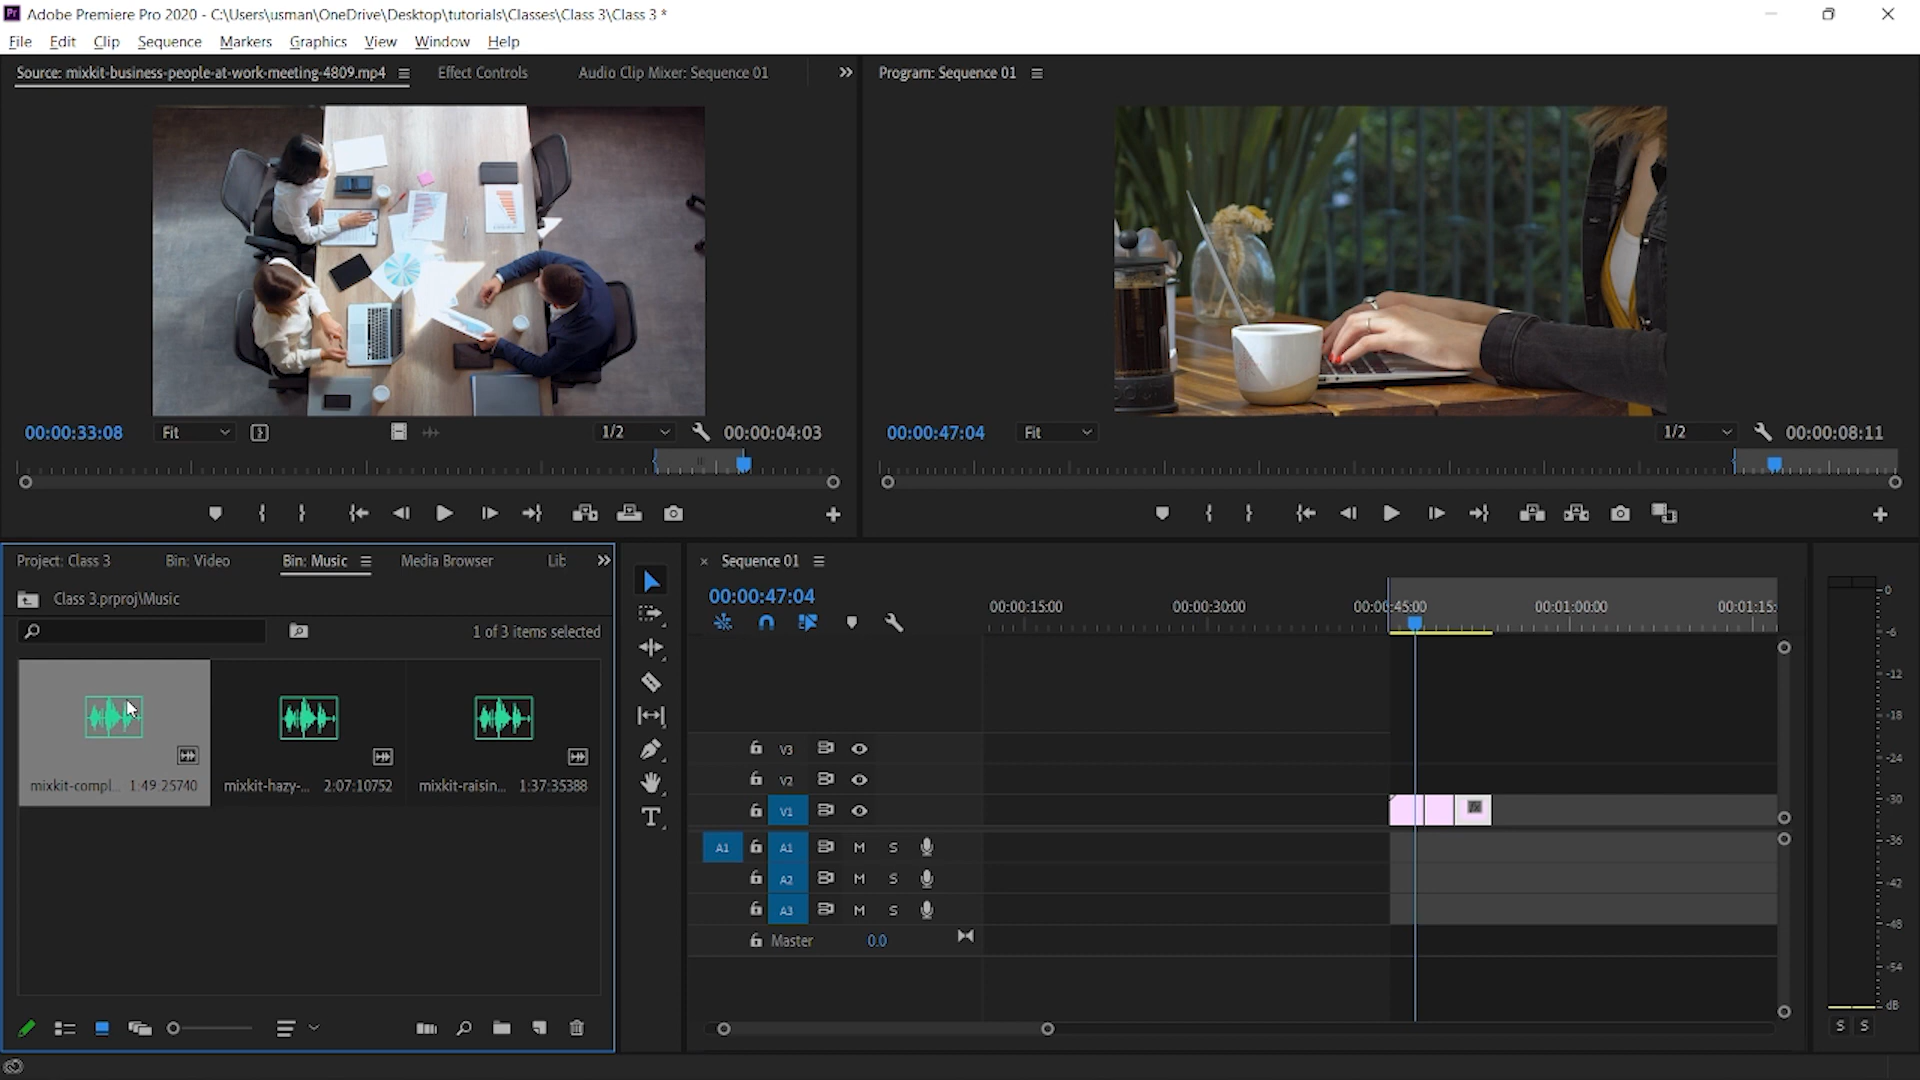 Pr Adobe Premiere Pro 2020 - C:\Users\usman\OneDrive\Desktop\tutorials\Classes\Class 3\Class 3 *
File Edit Clip Sequence Markers Graphics View Window Help
Source: mixkit-business-people-at-work-meeting-4809.mp4 Effect Controls Audio Clip Mixer: Sequence 01
Program: Sequence 01
00:00:33:08 Fit 1/2 00:00:04:03
00:00:47:04 Fit 1/2 00:00:08:11
Project: Class 3 Bin: Video Bin: Music Media Browser Lib
Class 3.prproj\Music
1 of 3 items selected
mixkit-compl... 1:49 25740 mixkit-hazy-... 2:07:10752 mixkit-raisin... 1:37:35388
Sequence 01
00:00:47:04
00:00:15:00 00:00:30:00 00:00:45:00 00:01:00:00 00:01:15:
V3
V2
V1
fx
A1 A1 M S
A2 M S
A3 M S
Master 0.0
0
-6
-12
-18
-24
-30
-36
-42
-48
-54
dB
S S